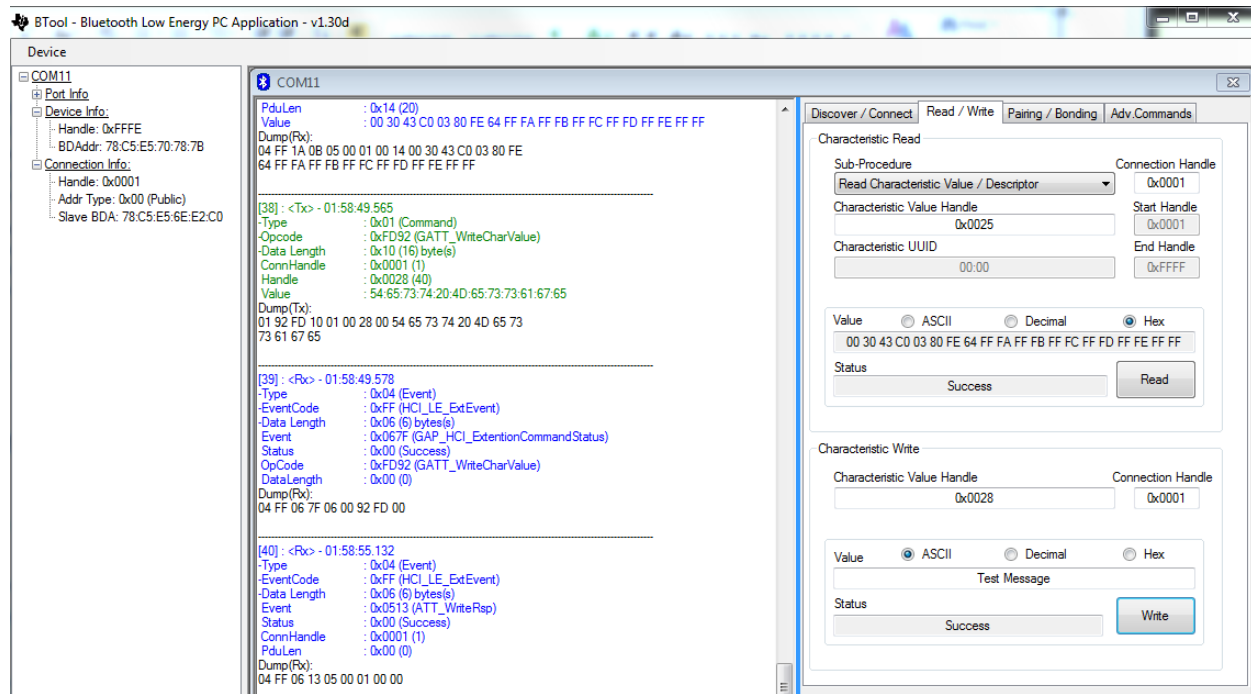 BTool - Bluetooth Low Energy PC Application - v1.30d
Device
COM11
Port Info
Device Info:
Handle: 0xFFFE
BDAddr: 78:C5:E5:70:78:7B
Connection Info:
Handle: 0x0001
Addr Type: 0x00 (Public)
Slave BDA: 78:C5:E5:6E:E2:C0
COM11
PduLen : 0x14 (20)
Value : 00 30 43 C0 03 80 FE 64 FF FA FF FB FF FC FF FD FF FE FF FF
Dump(Rx):
04 FF 1A 0B 05 00 01 00 14 00 30 43 C0 03 80 FE
64 FF FA FF FB FF FC FF FD FF FE FF FF
[38] : <Tx> - 01:58:49.565
-Type : 0x01 (Command)
-Opcode : 0xFD92 (GATT_WriteCharValue)
-Data Length : 0x10 (16) byte(s)
ConnHandle : 0x0001 (1)
Handle : 0x0028 (40)
Value : 54:65:73:74:20:4D:65:73:73:61:67:65
Dump(Tx):
01 92 FD 10 01 00 28 00 54 65 73 74 20 4D 65 73
73 61 67 65
[39] : <Rx> - 01:58:49.578
-Type : 0x04 (Event)
-EventCode : 0xFF (HCI_LE_ExtEvent)
-Data Length : 0x06 (6) bytes(s)
Event : 0x067F (GAP_HCI_ExtentionCommandStatus)
Status : 0x00 (Success)
OpCode : 0xFD92 (GATT_WriteCharValue)
DataLength : 0x00 (0)
Dump(Rx):
04 FF 06 7F 06 00 92 FD 00
[40] : <Rx> - 01:58:55.132
-Type : 0x04 (Event)
-EventCode : 0xFF (HCI_LE_ExtEvent)
-Data Length : 0x06 (6) bytes(s)
Event : 0x0513 (ATT_WriteRsp)
Status : 0x00 (Success)
ConnHandle : 0x0001 (1)
PduLen : 0x00 (0)
Dump(Rx):
04 FF 06 13 05 00 01 00 00
Discover / Connect Read / Write Pairing / Bonding Adv.Commands
Characteristic Read
Sub-Procedure Connection Handle
Read Characteristic Value / Descriptor 0x0001
Characteristic Value Handle Start Handle
0x0025 0x0001
Characteristic UUID End Handle
00:00 0xFFFF
Value ASCII Decimal Hex
00 30 43 C0 03 80 FE 64 FF FA FF FB FF FC FF FD FF FE FF FF
Status
Success Read
Characteristic Write
Characteristic Value Handle Connection Handle
0x0028 0x0001
Value ASCII Decimal Hex
Test Message
Status
Success Write